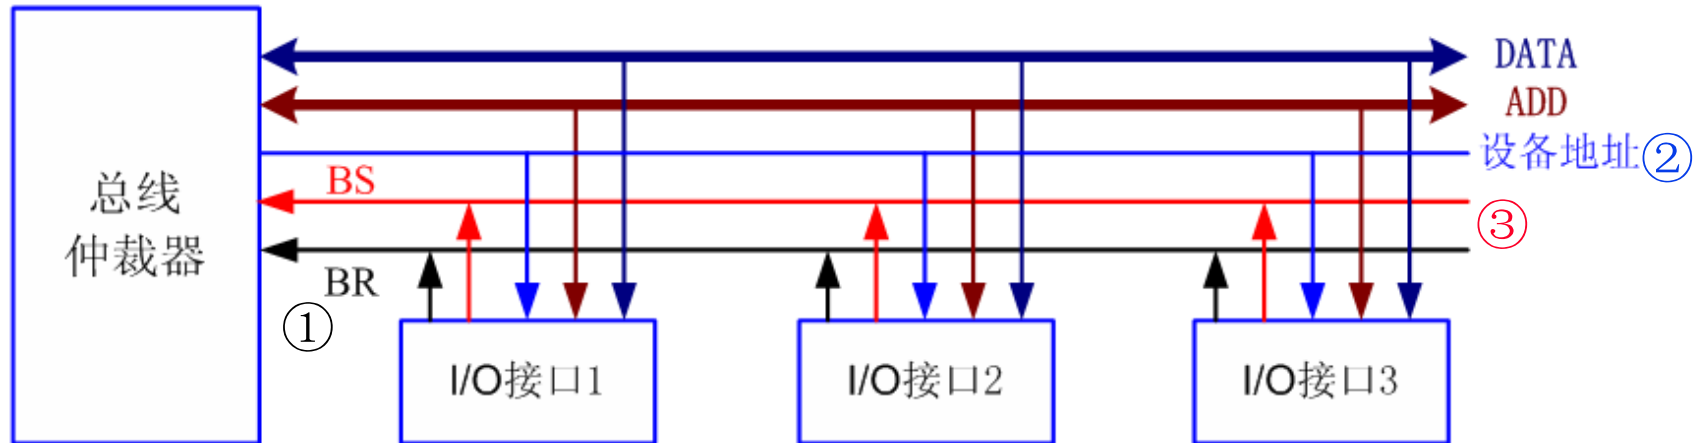 DATA
ADD
设备地址②
BS
③
BR
①
总线
仲裁器
I/O接口1
I/O接口2
I/O接口3